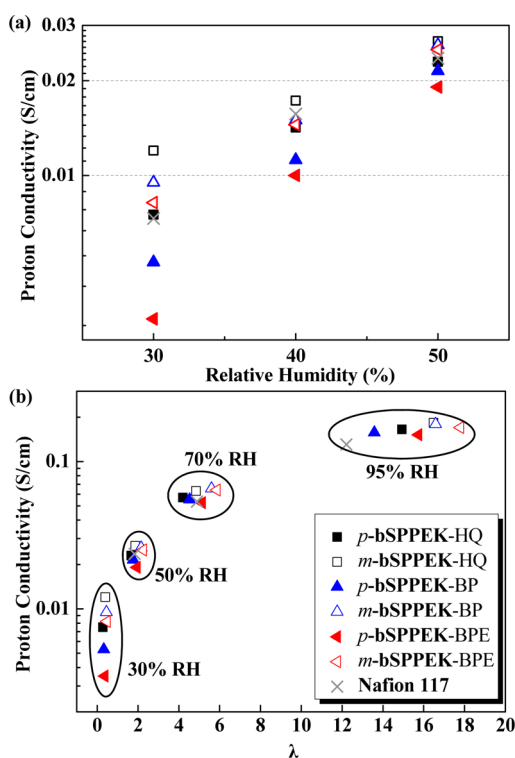 (a)
0.03
0.02
0.01
Proton Conductivity (S/cm)
30 40 50
Relative Humidity (%)
(b)
0.1
0.01
Proton Conductivity (S/cm)
95% RH
70% RH
50% RH
30% RH
p-bSPPEK-HQ
m-bSPPEK-HQ
p-bSPPEK-BP
m-bSPPEK-BP
p-bSPPEK-BPE
m-bSPPEK-BPE
Nafion 117
0 2 4 6 8 10 12 14 16 18 20
λ